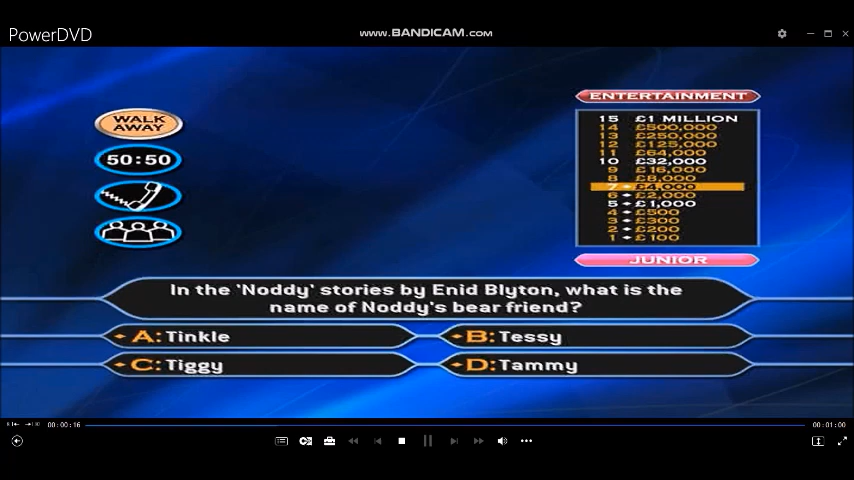 PowerDVD
www.BANDICAM.com
WALK
AWAY
50:50
ENTERTAINMENT
15 £1 MILLION
14 £500,000
13 £250,000
12 £125,000
11 £64,000
10 £32,000
9 £16,000
8 £8,000
7 £4,000
6 £2,000
5 £1,000
4 £500
3 £300
2 £200
1 £100
JUNIOR
In the 'Noddy' stories by Enid Blyton, what is the
name of Noddy's bear friend?
A: Tinkle
B: Tessy
C: Tiggy
D: Tammy
00:00:16
00:01:00